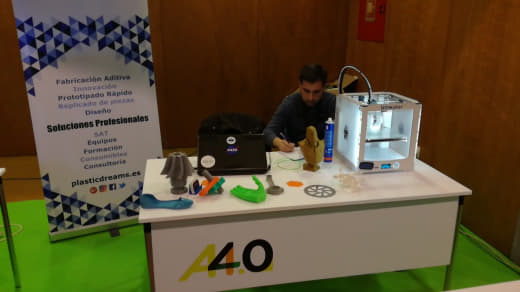 Fabricación Aditiva
Innovación
Prototipado Rápido
Replicado de piezas
Diseño
Soluciones Profesionales
SAT
Equipos
Formación
Consumibles
Consultoría
plasticdreams.es
A4.0